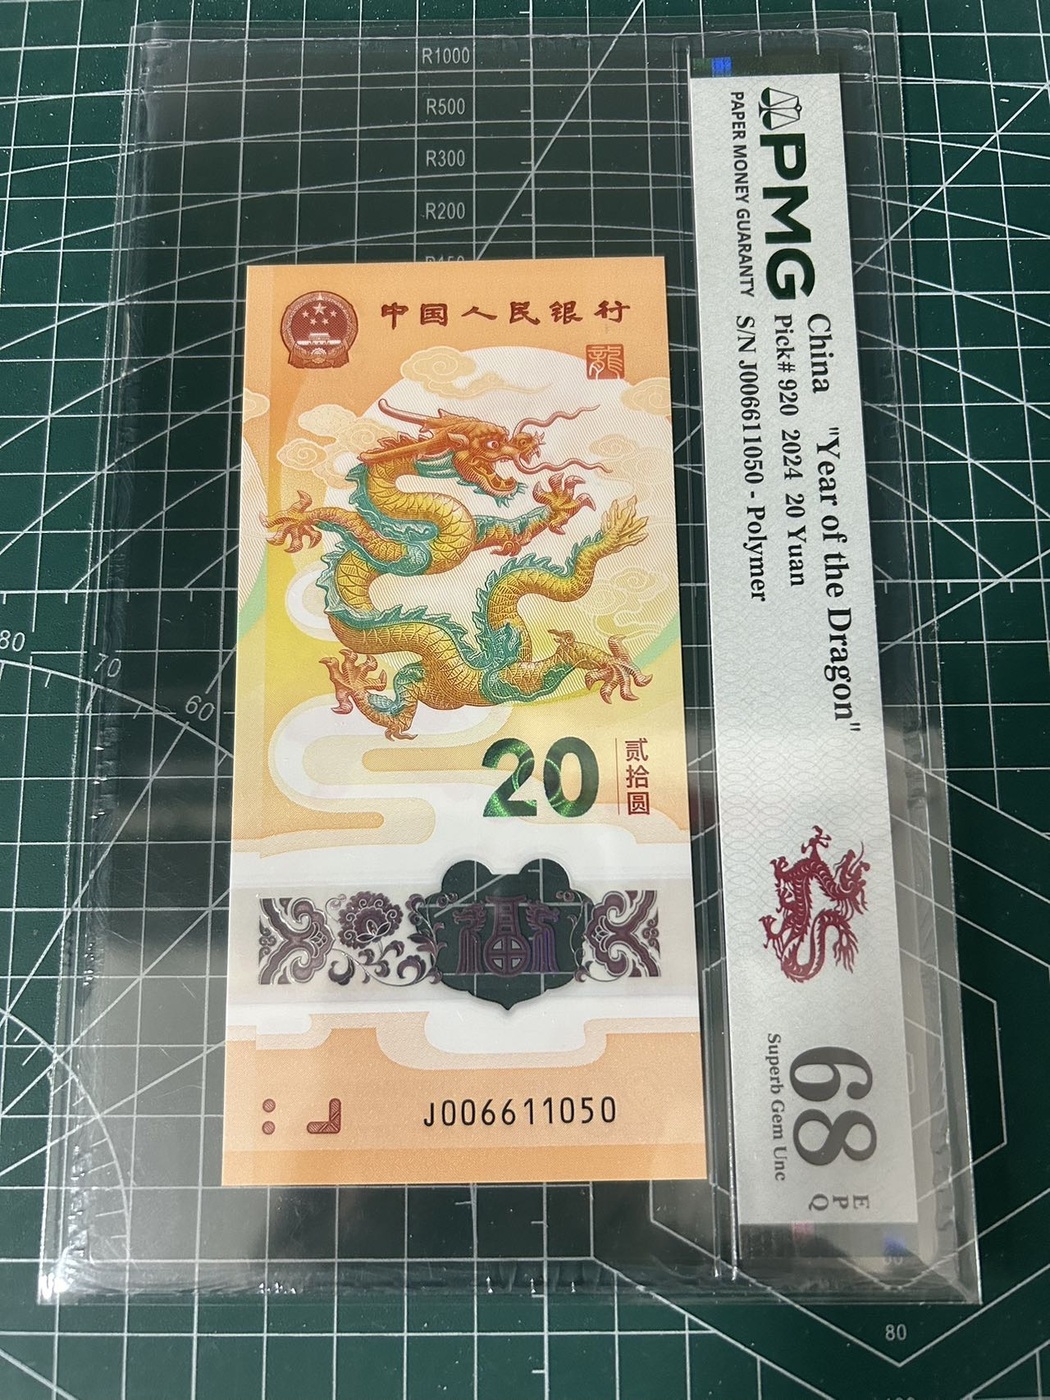 R1000
R500
R300
R200
中国人民银行
龍
20
贰拾圆
J006611050
PMG
PAPER MONEY GUARANTY
China "Year of the Dragon"
Pick# 920 2024 20 Yuan
S/N J006611050 - Polymer
68
EPQ
Superb Gem Unc
80
70
60
80